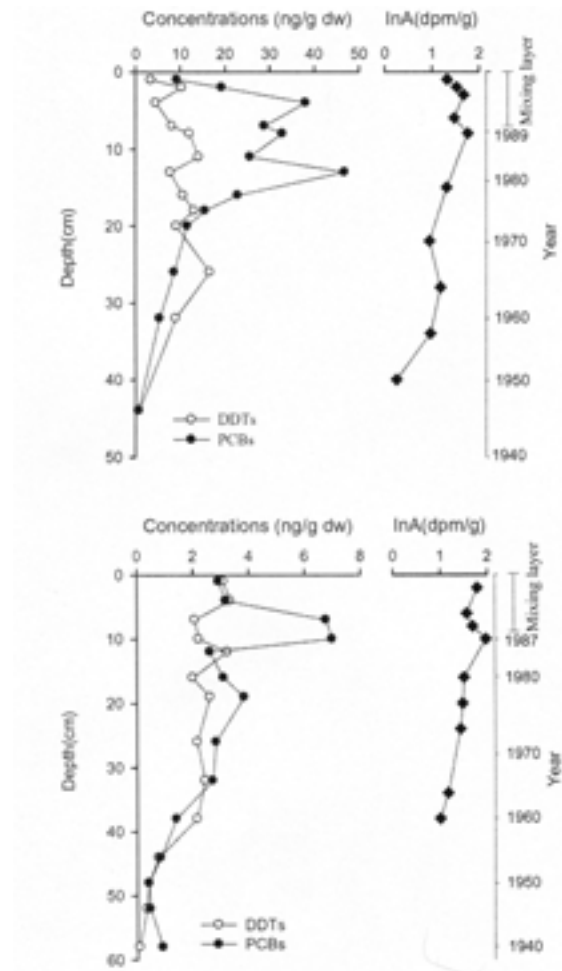 Concentrations (ng/g dw)
lnA(dpm/g)
0 10 20 30 40 50
0 1 2
0
10
20
30
40
50
Depth(cm)
Mixing layer
1989
1980
1970
1960
1950
1940
Year
DDTs
PCBs
Concentrations (ng/g dw)
lnA(dpm/g)
0 2 4 6 8
0 1 2
0
10
20
30
40
50
60
Depth(cm)
Mixing layer
1987
1980
1970
1960
1950
1940
Year
DDTs
PCBs